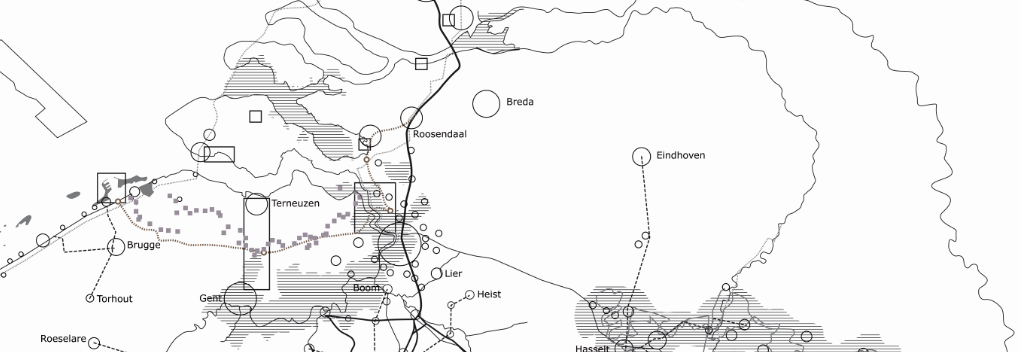 Breda
Roosendaal
Eindhoven
Terneuzen
Brugge
Lier
Boom
Heist
Gent
Torhout
Roeselare
Hasselt